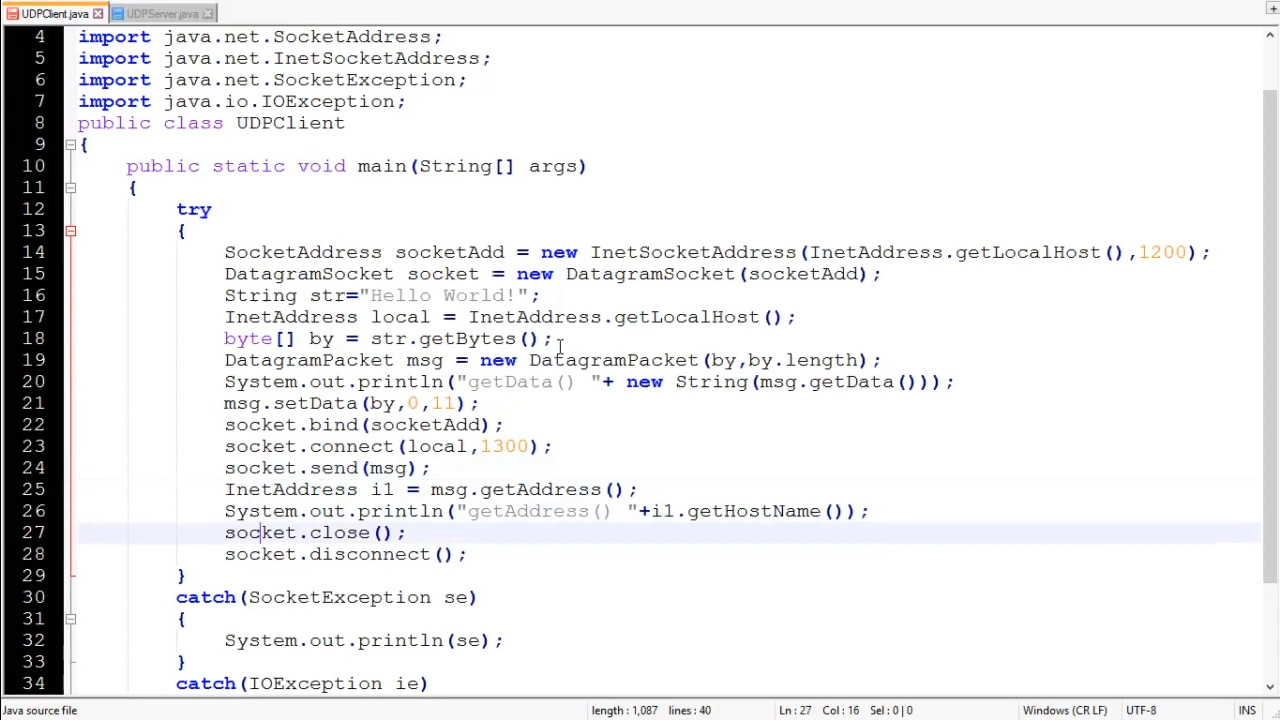 UDPClient.java UDPServer.java
4 import java.net.SocketAddress;
5 import java.net.InetSocketAddress;
6 import java.net.SocketException;
7 import java.io.IOException;
8 public class UDPClient
9 {
10 public static void main(String[] args)
11 {
12 try
13 {
14 SocketAddress socketAdd = new InetSocketAddress(InetAddress.getLocalHost(),1200);
15 DatagramSocket socket = new DatagramSocket(socketAdd);
16 String str="Hello World!";
17 InetAddress local = InetAddress.getLocalHost();
18 byte[] by = str.getBytes();
19 DatagramPacket msg = new DatagramPacket(by,by.length);
20 System.out.println("getData() "+ new String(msg.getData()));
21 msg.setData(by,0,11);
22 socket.bind(socketAdd);
23 socket.connect(local,1300);
24 socket.send(msg);
25 InetAddress i1 = msg.getAddress();
26 System.out.println("getAddress() "+i1.getHostName());
27 socket.close();
28 socket.disconnect();
29 }
30 catch(SocketException se)
31 {
32 System.out.println(se);
33 }
34 catch(IOException ie)
Java source file length : 1,087 lines : 40 Ln : 27 Col : 16 Sel : 0 | 0 Windows (CR LF) UTF-8 INS